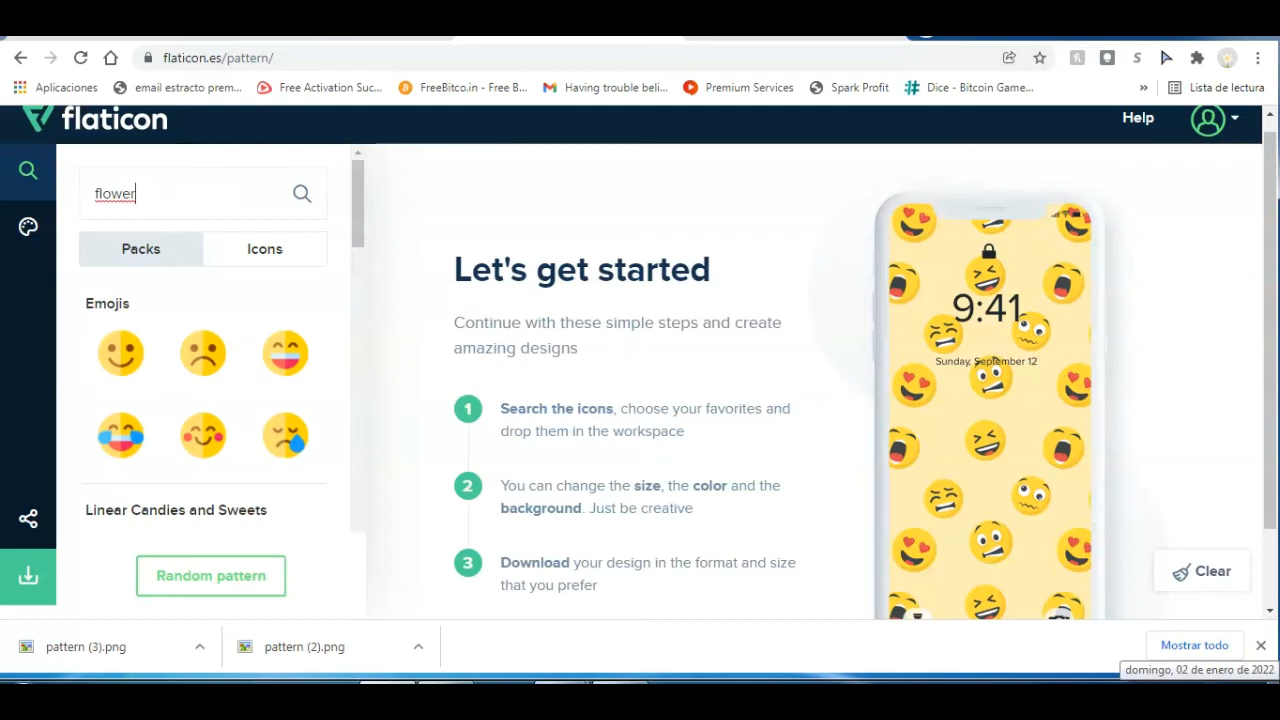 flaticon.es/pattern/
Aplicaciones
email estracto prem...
Free Activation Suc...
FreeBitco.in - Free B...
Having trouble beli...
Premium Services
Spark Profit
Dice - Bitcoin Game...
»
Lista de lectura
flaticon
Help
flower
Packs
Icons
Emojis
Linear Candies and Sweets
Random pattern
Let's get started
Continue with these simple steps and create
amazing designs
1 Search the icons, choose your favorites and
drop them in the workspace
2 You can change the size, the color and the
background. Just be creative
3 Download your design in the format and size
that you prefer
9:41
Sunday, September 12
Clear
pattern (3).png
pattern (2).png
Mostrar todo
domingo, 02 de enero de 2022